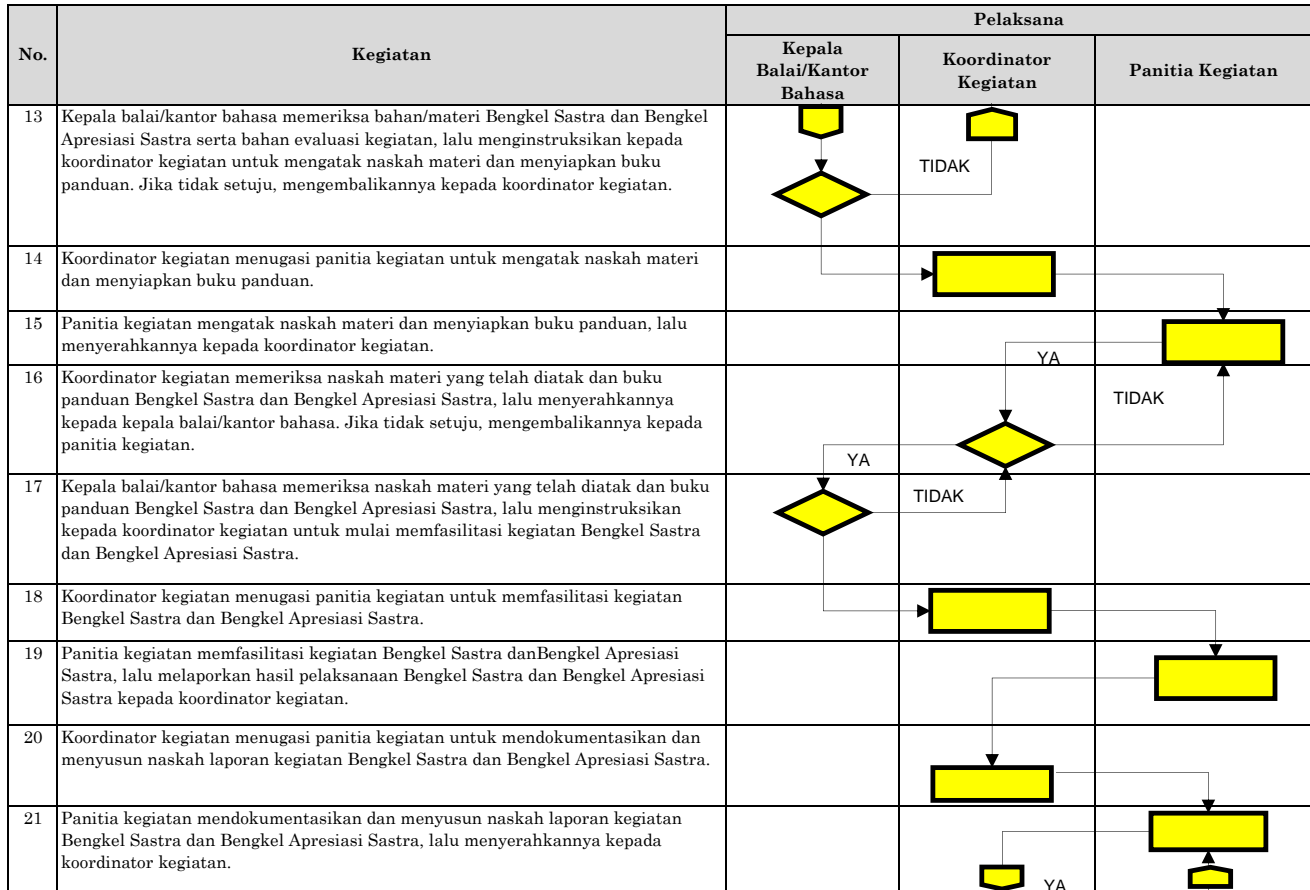 Pelaksana
No.
Kegiatan
Kepala
Balai/Kantor
Bahasa
Koordinator
Kegiatan
Panitia Kegiatan
13
Kepala balai/kantor bahasa memeriksa bahan/materi Bengkel Sastra dan Bengkel
Apresiasi Sastra serta bahan evaluasi kegiatan, lalu menginstruksikan kepada
koordinator kegiatan untuk mengatak naskah materi dan menyiapkan buku
panduan. Jika tidak setuju, mengembalikannya kepada koordinator kegiatan.
TIDAK
14
Koordinator kegiatan menugasi panitia kegiatan untuk mengatak naskah materi
dan menyiapkan buku panduan.
15
Panitia kegiatan mengatak naskah materi dan menyiapkan buku panduan, lalu
menyerahkannya kepada koordinator kegiatan.
YA
16
Koordinator kegiatan memeriksa naskah materi yang telah diatak dan buku
panduan Bengkel Sastra dan Bengkel Apresiasi Sastra, lalu menyerahkannya
kepada kepala balai/kantor bahasa. Jika tidak setuju, mengembalikannya kepada
panitia kegiatan.
TIDAK
YA
17
Kepala balai/kantor bahasa memeriksa naskah materi yang telah diatak dan buku
panduan Bengkel Sastra dan Bengkel Apresiasi Sastra, lalu menginstruksikan
kepada koordinator kegiatan untuk mulai memfasilitasi kegiatan Bengkel Sastra
dan Bengkel Apresiasi Sastra.
TIDAK
18
Koordinator kegiatan menugasi panitia kegiatan untuk memfasilitasi kegiatan
Bengkel Sastra dan Bengkel Apresiasi Sastra.
19
Panitia kegiatan memfasilitasi kegiatan Bengkel Sastra danBengkel Apresiasi
Sastra, lalu melaporkan hasil pelaksanaan Bengkel Sastra dan Bengkel Apresiasi
Sastra kepada koordinator kegiatan.
20
Koordinator kegiatan menugasi panitia kegiatan untuk mendokumentasikan dan
menyusun naskah laporan kegiatan Bengkel Sastra dan Bengkel Apresiasi Sastra.
21
Panitia kegiatan mendokumentasikan dan menyusun naskah laporan kegiatan
Bengkel Sastra dan Bengkel Apresiasi Sastra, lalu menyerahkannya kepada
koordinator kegiatan.
YA